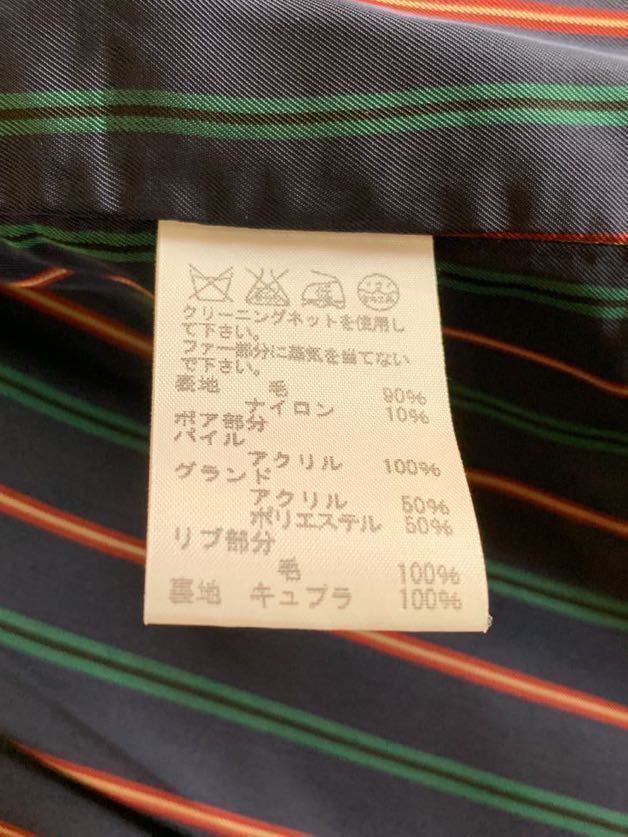 クリーニングネットを使用し
て下さい。
ファー部分に蒸気を当てない
で下さい。
表地 毛 90%
ナイロン 10%
ボア部分
パイル
アクリル 100%
グランド
アクリル 50%
ポリエステル 50%
リブ部分
毛 100%
裏地 キュプラ 100%